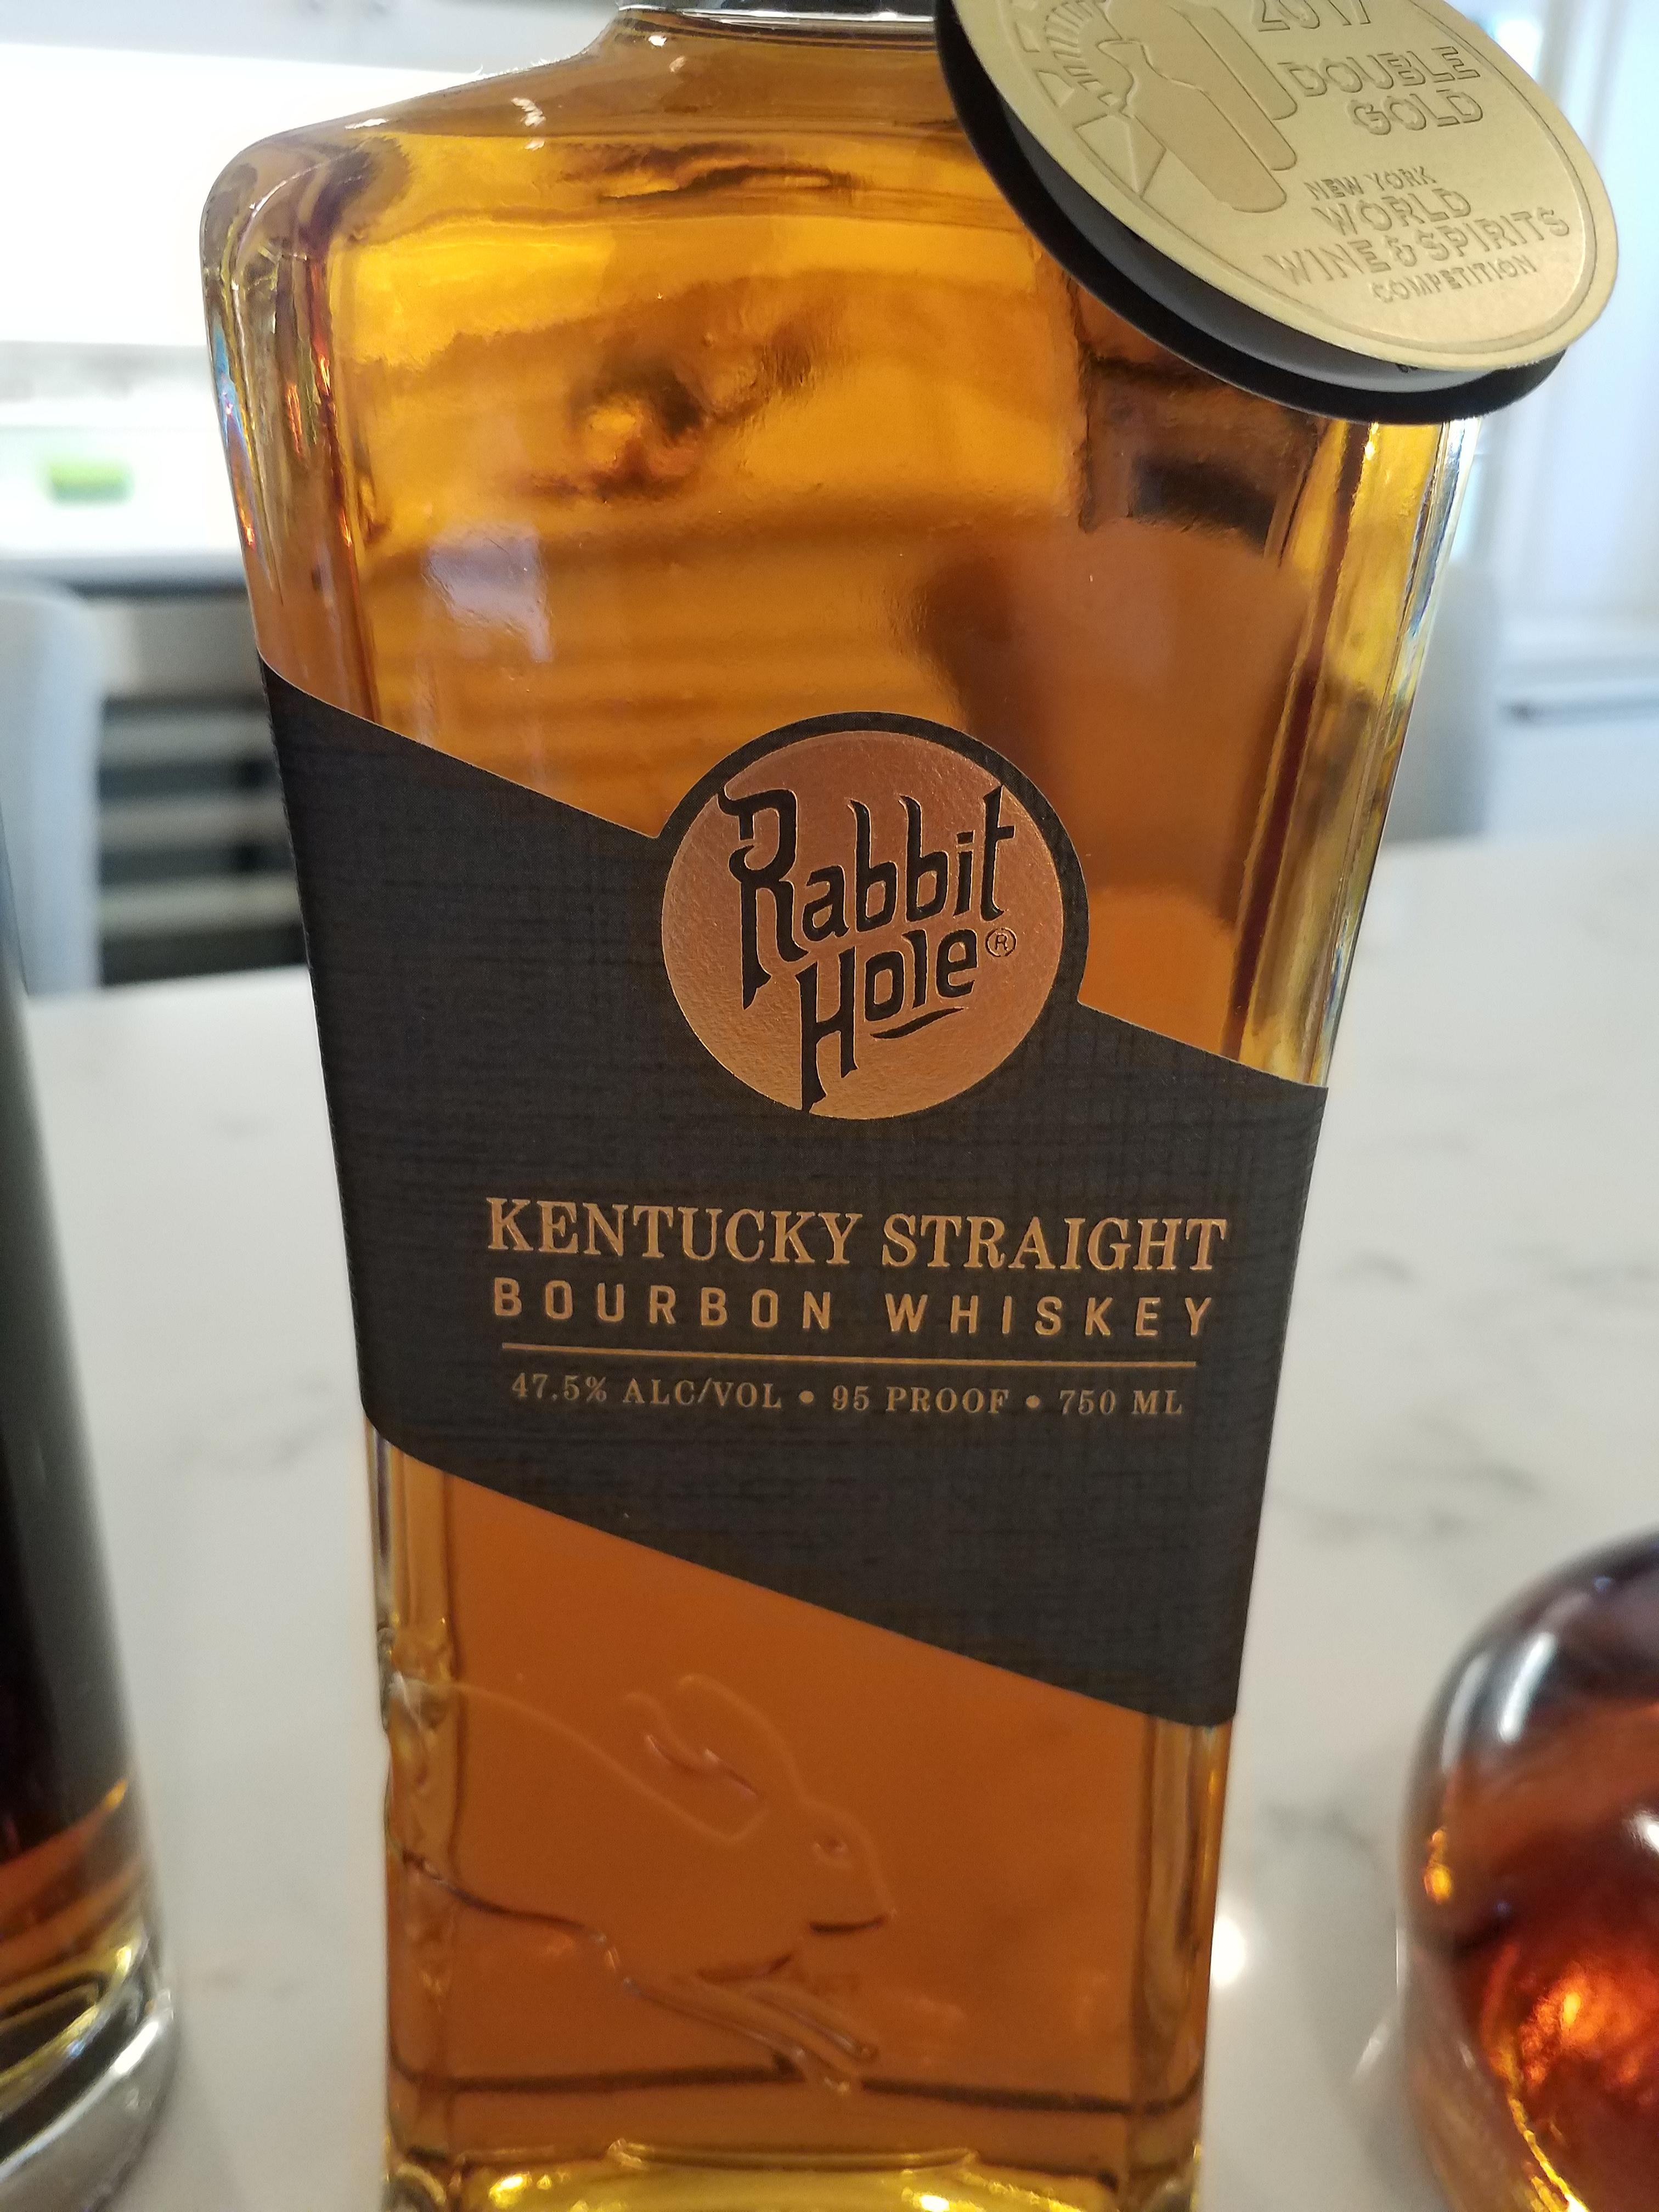 2017
DOUBLE
GOLD
NEW YORK
WORLD
WINE & SPIRITS
COMPETITION
Rabbit
Hole®
KENTUCKY STRAIGHT
BOURBON WHISKEY
47.5% ALC/VOL • 95 PROOF • 750 ML